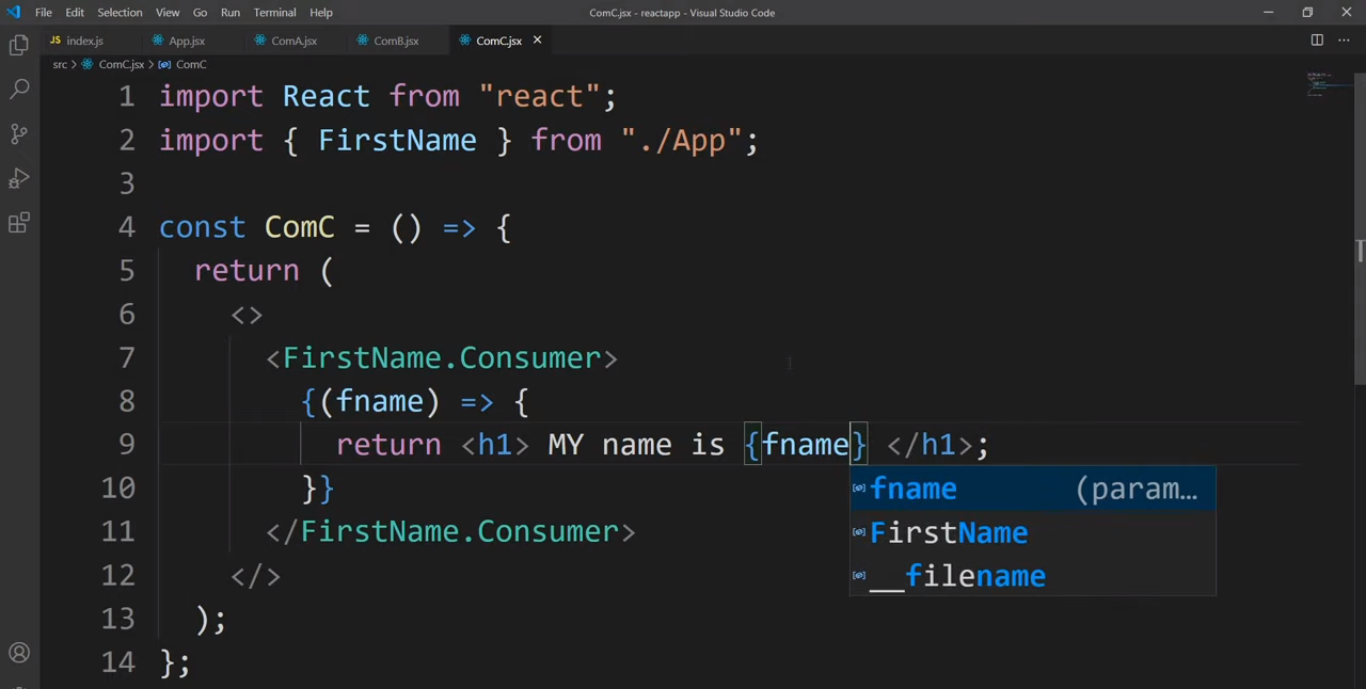 File Edit Selection View Go Run Terminal Help ComC.jsx - reactapp - Visual Studio Code
JS index.js App.jsx ComA.jsx ComB.jsx ComC.jsx
src > ComC.jsx > ComC
1 import React from "react";
2 import { FirstName } from "./App";
3
4 const ComC = () => {
5 return (
6 <>
7 <FirstName.Consumer>
8 {(fname) => {
9 return <h1> MY name is {fname} </h1>;
fname (param...
10 }}
FirstName
11 </FirstName.Consumer>
__filename
12 </>
13 );
14 };